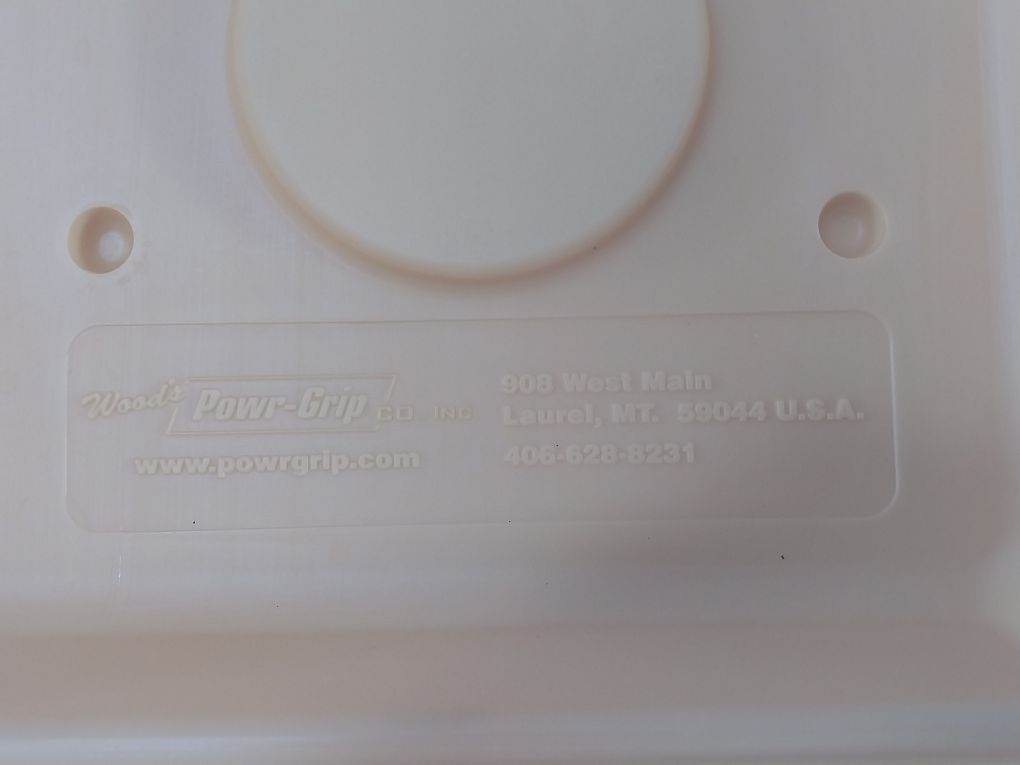 Wood's Powr-Grip CO. INC
www.powrgrip.com
908 West Main
Laurel, MT. 59044 U.S.A.
406-628-8231